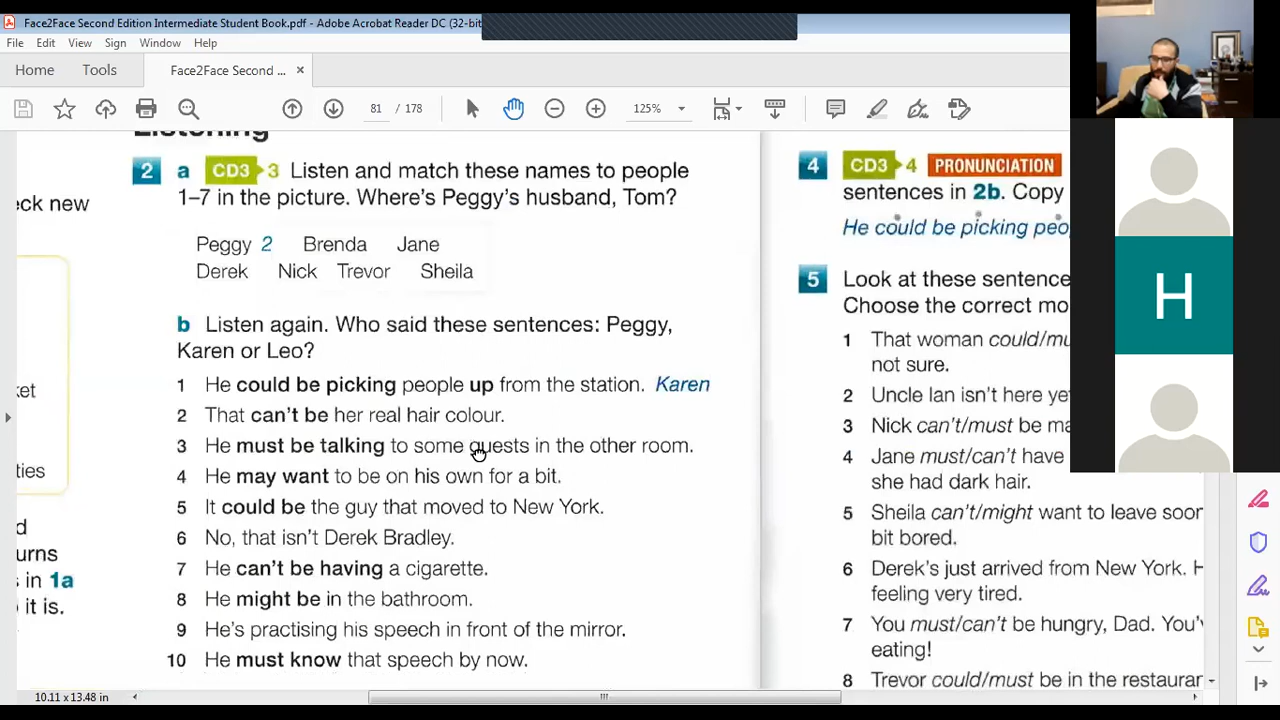 Face2Face Second Edition Intermediate Student Book.pdf - Adobe Acrobat Reader DC (32-bit
File Edit View Sign Window Help
Home Tools Face2Face Second ... ×
81 / 178 125%
Listening
2 a CD3 3 Listen and match these names to people
1–7 in the picture. Where's Peggy's husband, Tom?
Peggy 2 Brenda Jane
Derek Nick Trevor Sheila
b Listen again. Who said these sentences: Peggy,
Karen or Leo?
1 He could be picking people up from the station. Karen
2 That can't be her real hair colour.
3 He must be talking to some guests in the other room.
4 He may want to be on his own for a bit.
5 It could be the guy that moved to New York.
6 No, that isn't Derek Bradley.
7 He can't be having a cigarette.
8 He might be in the bathroom.
9 He's practising his speech in front of the mirror.
10 He must know that speech by now.
eck new
ket
ties
d
urns
s in 1a
it is.
4 CD3 4 PRONUNCIATION
sentences in 2b. Copy
He could be picking peo
5 Look at these sentence
Choose the correct mo
1 That woman could/mu
not sure.
2 Uncle Ian isn't here ye
3 Nick can't/must be ma
4 Jane must/can't have
she had dark hair.
5 Sheila can't/might want to leave soon
bit bored.
6 Derek's just arrived from New York. H
feeling very tired.
7 You must/can't be hungry, Dad. You'v
eating!
8 Trevor could/must be in the restauran
H
10.11 x 13.48 in